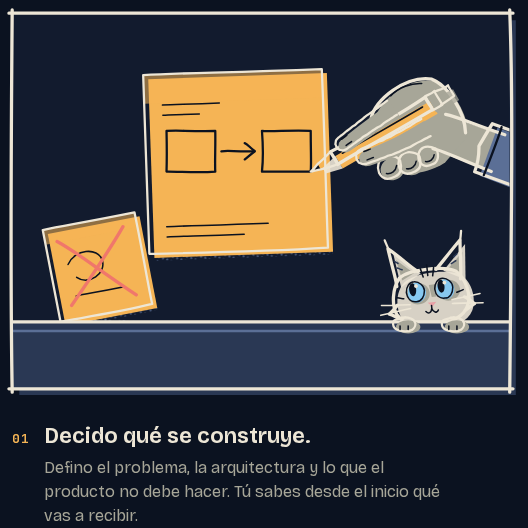 01 Decido qué se construye.
Defino el problema, la arquitectura y lo que el
producto no debe hacer. Tú sabes desde el inicio qué
vas a recibir.